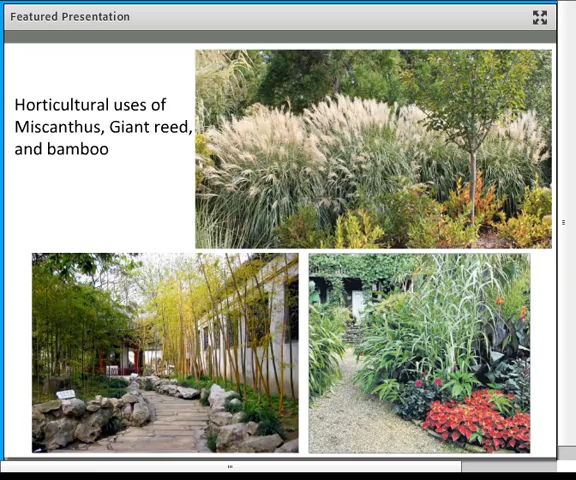 Featured Presentation
Horticultural uses of
Miscanthus, Giant reed,
and bamboo